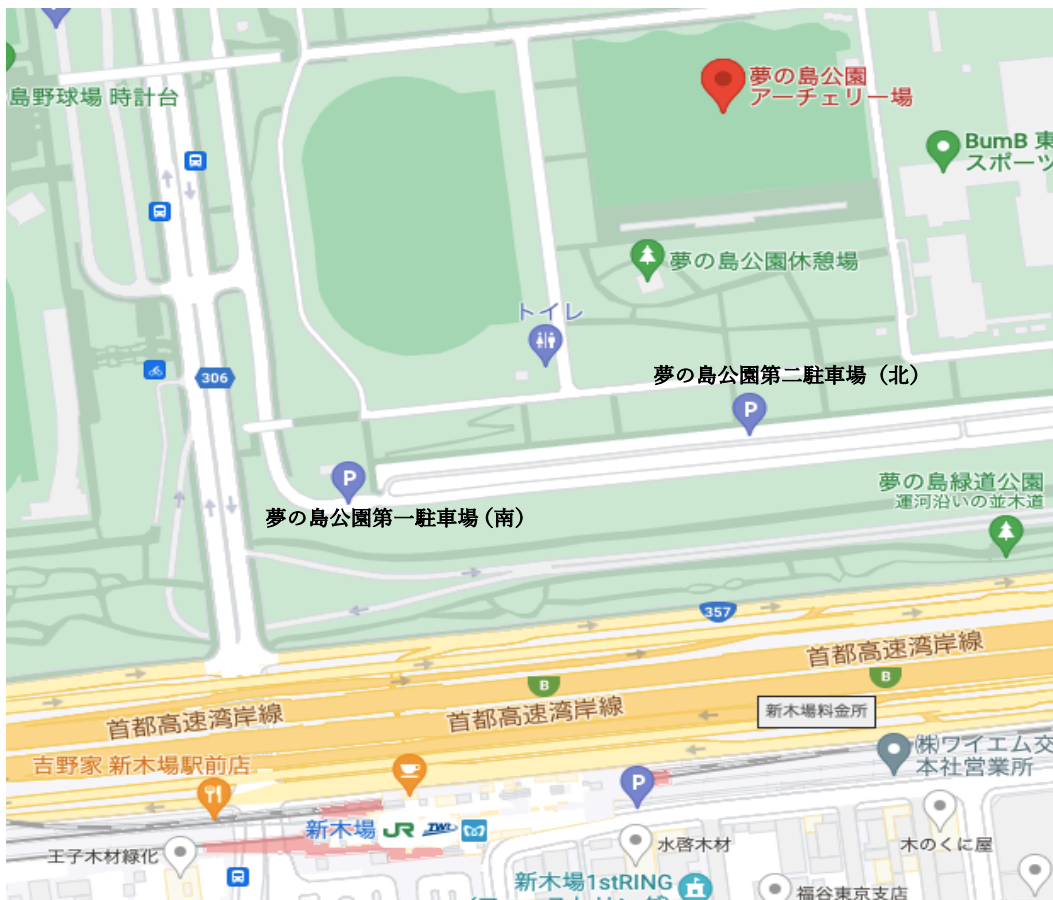 夢の島公園
アーチェリー場
島野球場 時計台
BumB 東
スポーツ
夢の島公園休憩場
トイレ
306
夢の島公園第二駐車場（北）
P
P
夢の島公園第一駐車場（南）
夢の島緑道公園
運河沿いの並木道
357
首都高速湾岸線
B
B
首都高速湾岸線
首都高速湾岸線
新木場料金所
㈱ワイエム交
本社営業所
吉野家 新木場駅前店
P
新木場 JR TWR
王子木材緑化
水啓木材
木のくに屋
新木場1stRING
福谷東京支店